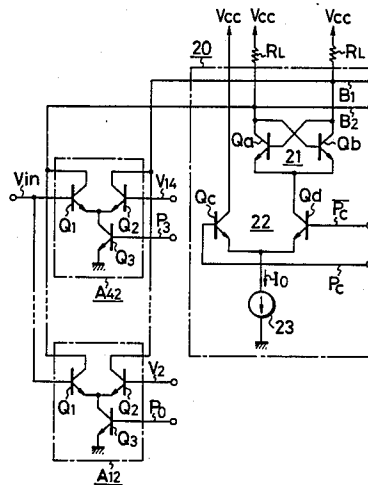 Vcc Vcc Vcc
20 RL RL
B1
B2
Qa 21 Qb
Vin
V14
Q1 Q2
P3
Q3
A42
Qc 22 Qd
P̅c̅
Pc
I0
23
V2
Q1 Q2
P0
Q3
A12